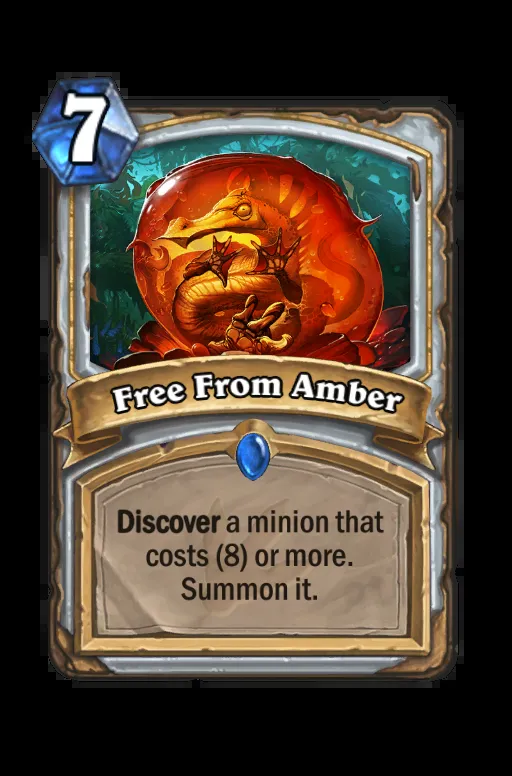 7
Free From Amber
Discover a minion that
costs (8) or more.
Summon it.